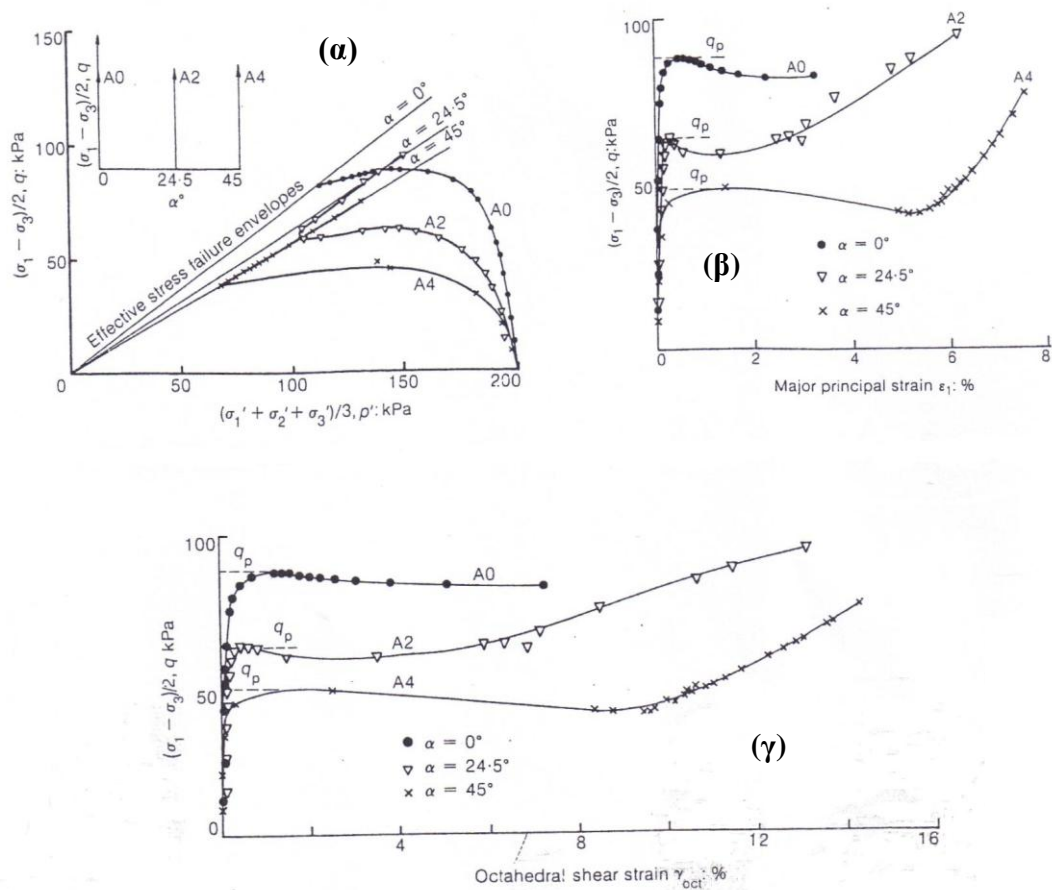 (α)
150
100
50
0
(σ₁ − σ₃)/2, q: kPa
(σ₁ − σ₃)/2, q
A0
A2
A4
0
24·5
45
α°
α = 0°
α = 24·5°
α = 45°
Effective stress failure envelopes
A0
A2
A4
0
50
100
150
200
(σ₁′ + σ₂′ + σ₃′)/3, p′: kPa
(β)
100
50
(σ₁ − σ₃)/2, q: kPa
qp
A0
qp
A2
qp
A4
α = 0°
α = 24·5°
α = 45°
0
2
4
6
8
Major principal strain ε₁: %
(γ)
100
50
0
(σ₁ − σ₃)/2, q kPa
qp
A0
qp
A2
qp
A4
α = 0°
α = 24·5°
α = 45°
4
8
12
16
Octahedral shear strain γoct: %